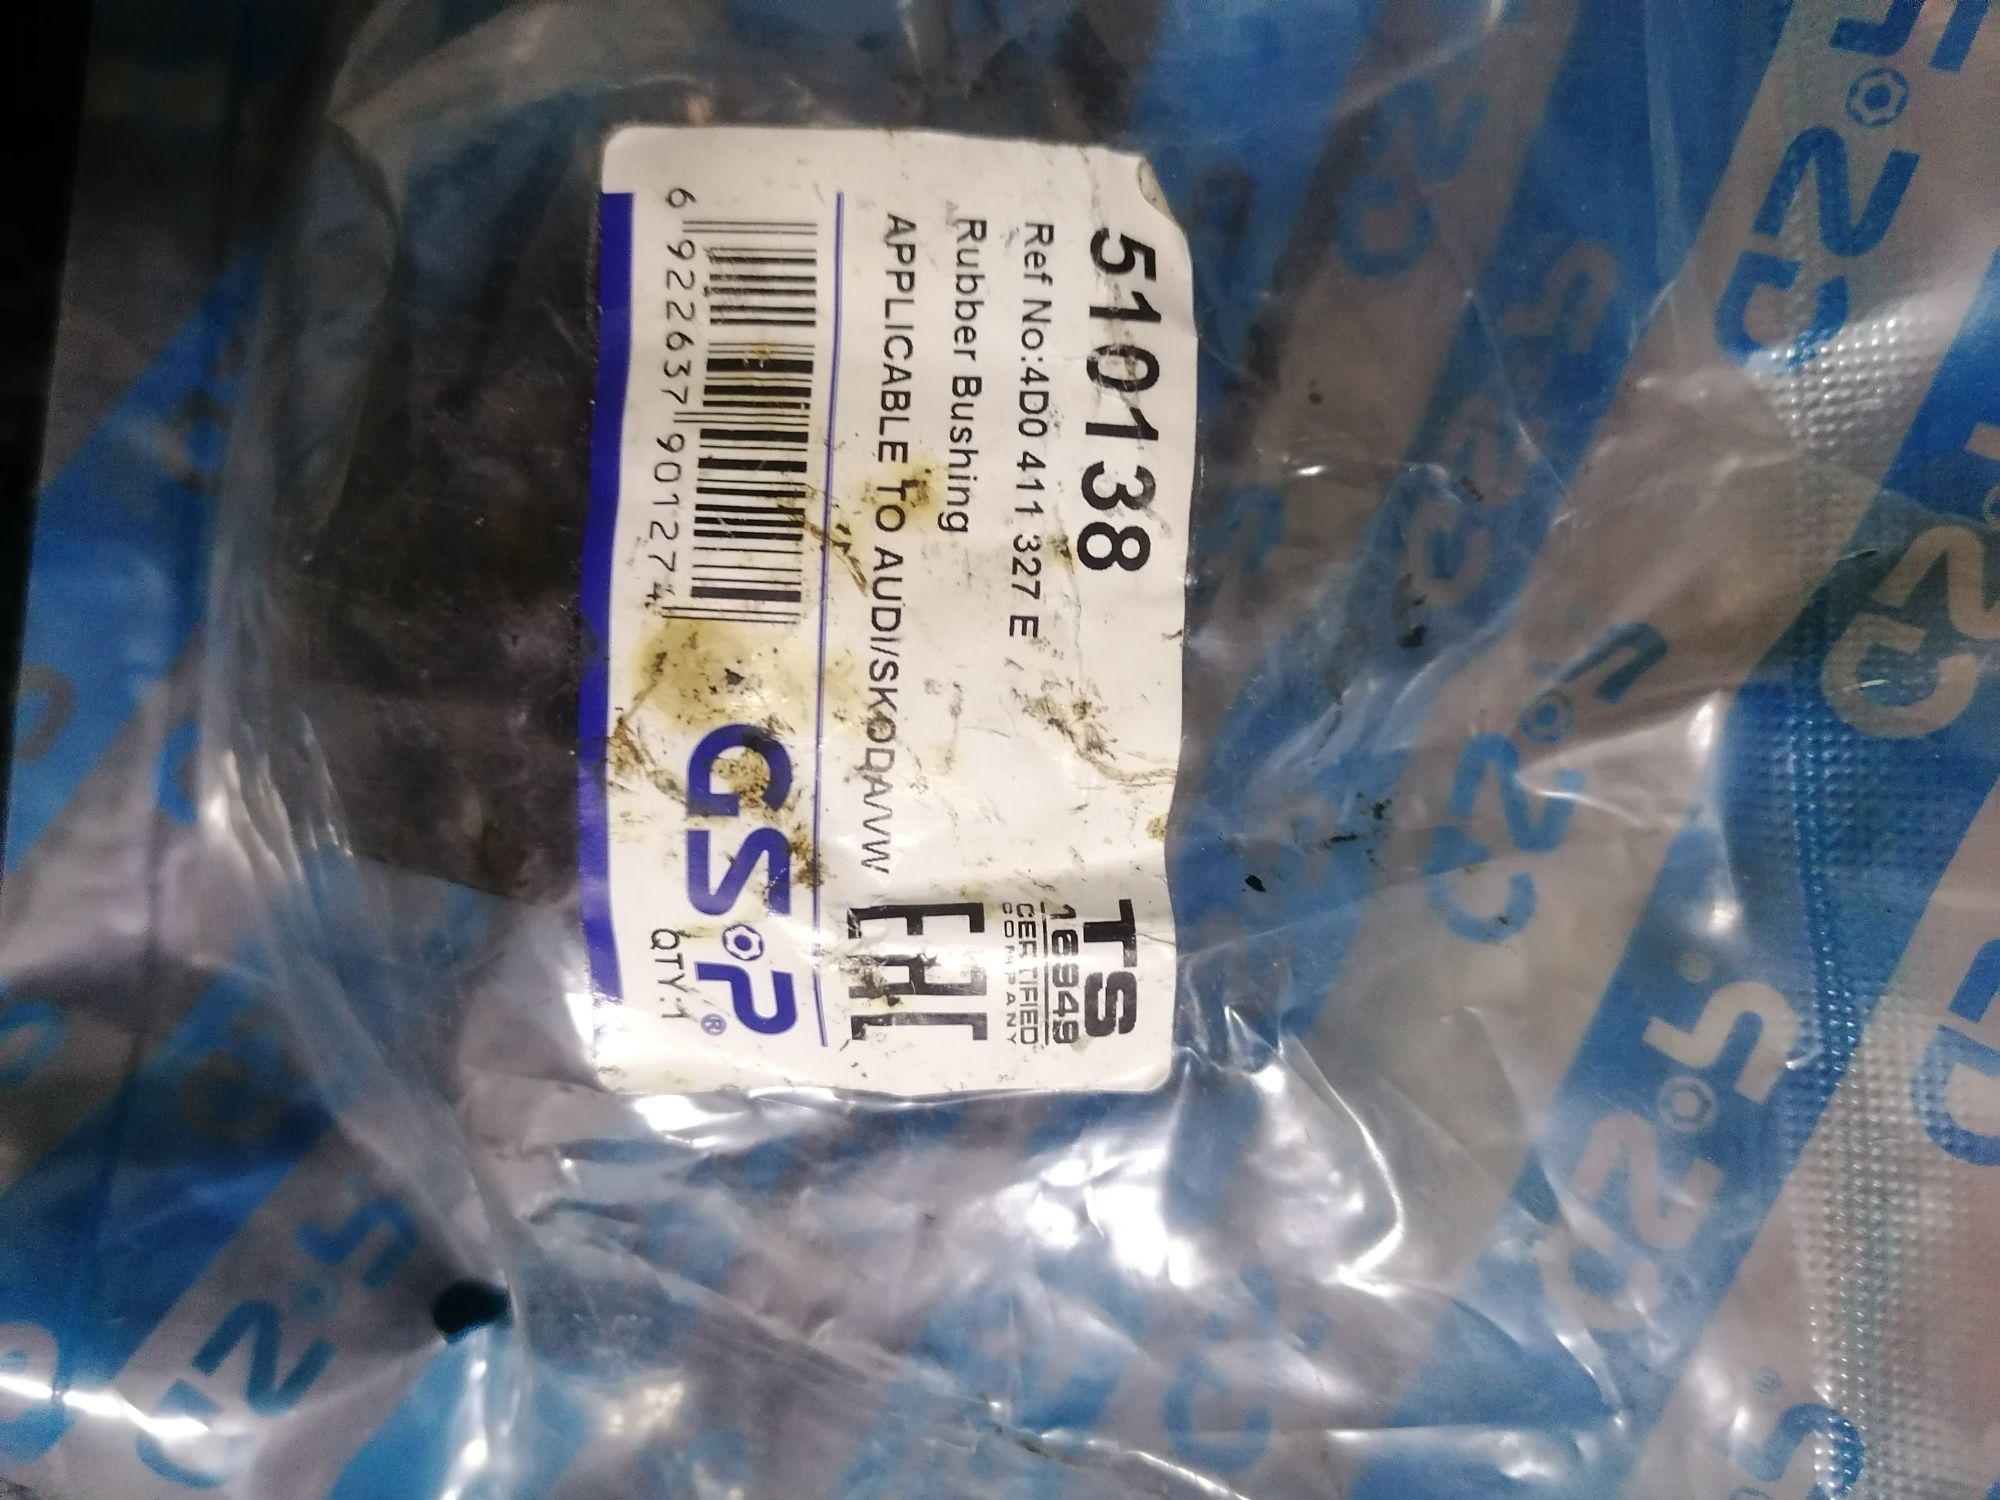 510138
Ref No:4D0 411 327 E
Rubber Bushing
APPLICABLE TO AUDI/SKODA/VW
6 922637 901274
TS
16949
CERTIFIED
COMPANY
EAC
GSP®
QTY:1